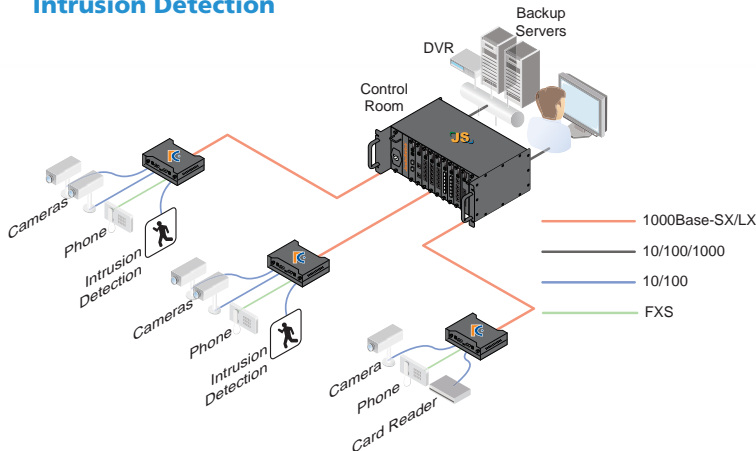 Intrusion Detection
Backup
Servers
DVR
Control
Room
JS
Cameras
Phone
Intrusion
Detection
Cameras
Phone
Intrusion
Detection
Camera
Phone
Card Reader
1000Base-SX/LX
10/100/1000
10/100
FXS